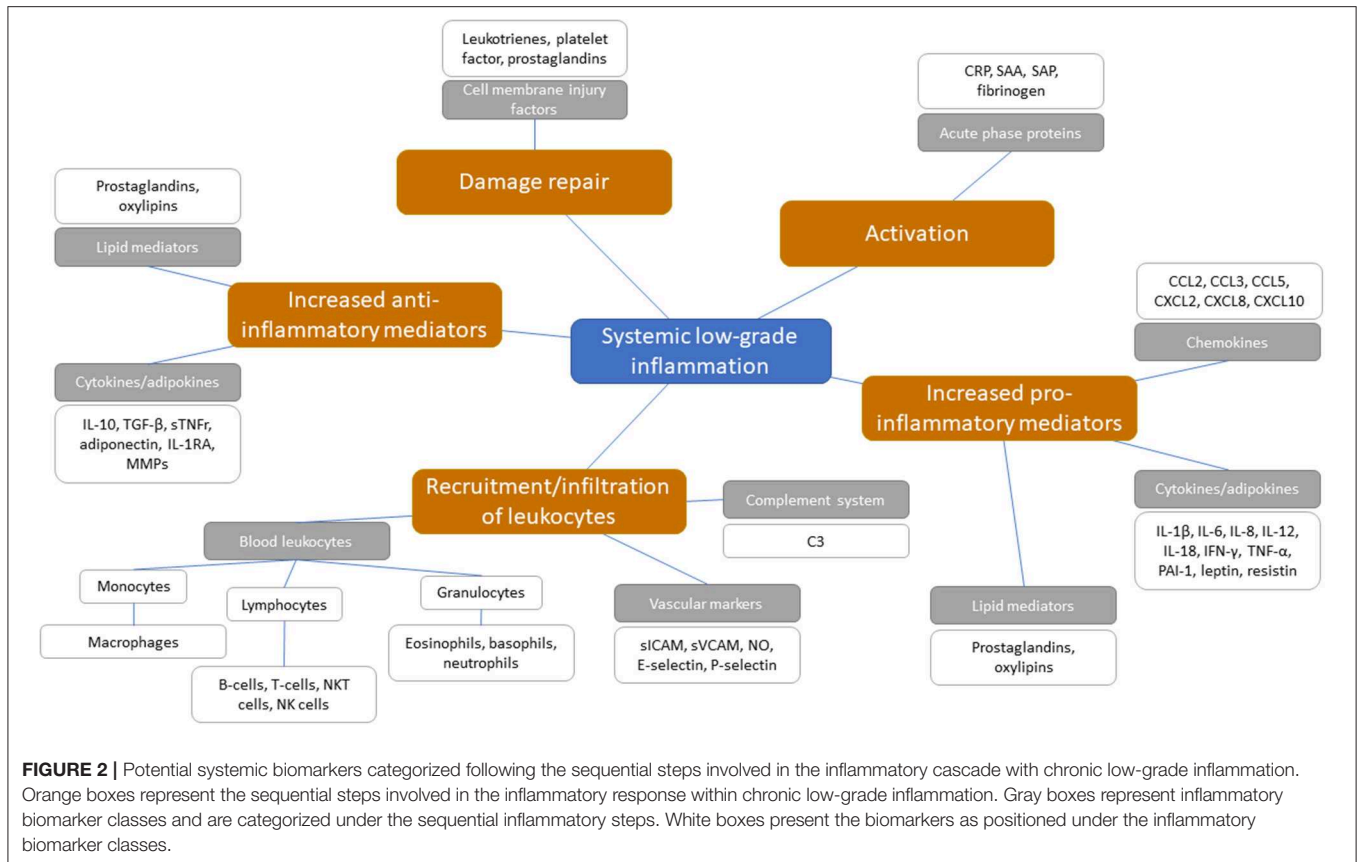 Leukotrienes, platelet
factor, prostaglandins
Cell membrane injury
factors
Damage repair
CRP, SAA, SAP,
fibrinogen
Acute phase proteins
Activation
Prostaglandins,
oxylipins
Lipid mediators
Increased anti-
inflammatory mediators
Cytokines/adipokines
IL-10, TGF-β, sTNFr,
adiponectin, IL-1RA,
MMPs
Systemic low-grade
inflammation
CCL2, CCL3, CCL5,
CXCL2, CXCL8, CXCL10
Chemokines
Increased pro-
inflammatory mediators
Cytokines/adipokines
IL-1β, IL-6, IL-8, IL-12,
IL-18, IFN-γ, TNF-α,
PAI-1, leptin, resistin
Lipid mediators
Prostaglandins,
oxylipins
Recruitment/infiltration
of leukocytes
Complement system
C3
Vascular markers
sICAM, sVCAM, NO,
E-selectin, P-selectin
Blood leukocytes
Monocytes
Macrophages
Lymphocytes
B-cells, T-cells, NKT
cells, NK cells
Granulocytes
Eosinophils, basophils,
neutrophils
FIGURE 2 | Potential systemic biomarkers categorized following the sequential steps involved in the inflammatory cascade with chronic low-grade inflammation.
Orange boxes represent the sequential steps involved in the inflammatory response within chronic low-grade inflammation. Gray boxes represent inflammatory
biomarker classes and are categorized under the sequential inflammatory steps. White boxes present the biomarkers as positioned under the inflammatory
biomarker classes.